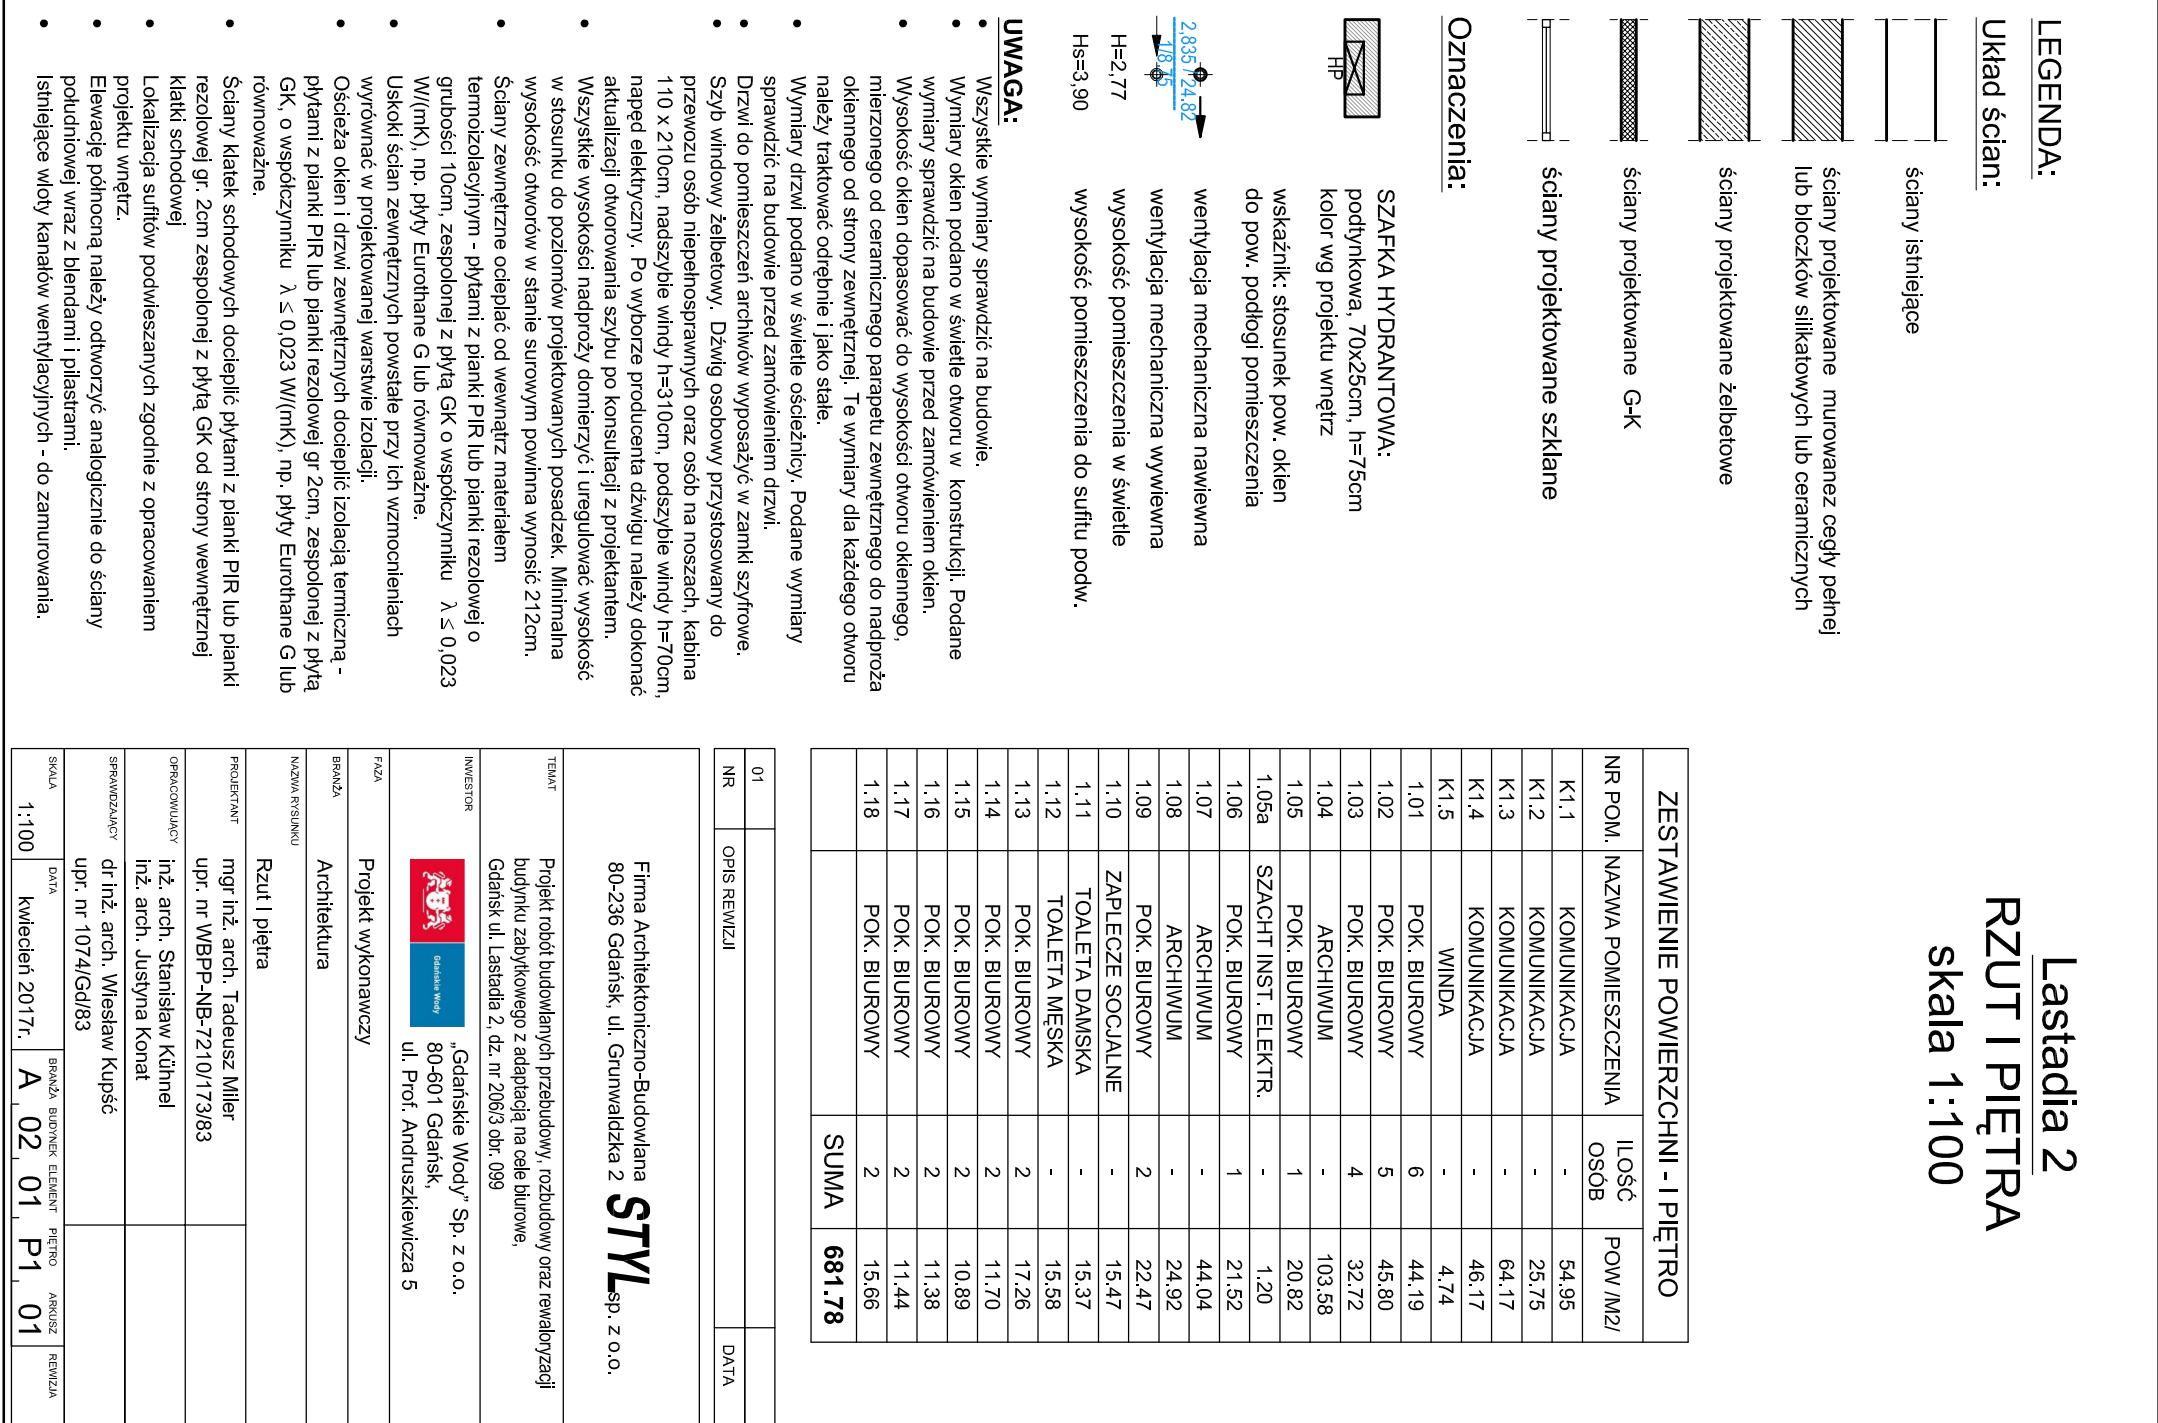 Lastadia 2
RZUT I PIĘTRA
skala 1:100
LEGENDA:
Układ ścian:
ściany istniejące
ściany projektowane murowanez cegły pełnej
lub bloczków silikatowych lub ceramicznych
ściany projektowane żelbetowe
ściany projektowane G-K
ściany projektowane szklane
Oznaczenia:
HP
SZAFKA HYDRANTOWA:
podtynkowa, 70x25cm, h=75cm
kolor wg projektu wnętrz
2,835 / 24.82
1/8,75
wskaźnik: stosunek pow. okien
do pow. podłogi pomieszczenia
wentylacja mechaniczna nawiewna
wentylacja mechaniczna wywiewna
H=2,77 wysokość pomieszczenia w świetle
Hs=3,90 wysokość pomieszczenia do sufitu podw.
UWAGA:
• Wszystkie wymiary sprawdzić na budowie.
• Wymiary okien podano w świetle otworu w konstrukcji. Podane
wymiary sprawdzić na budowie przed zamówieniem okien.
• Wysokość okien dopasować do wysokości otworu okiennego,
mierzonego od ceramicznego parapetu zewnętrznego do nadproża
okiennego od strony zewnętrznej. Te wymiary dla każdego otworu
należy traktować odrębnie i jako stałe.
• Wymiary drzwi podano w świetle ościeżnicy. Podane wymiary
sprawdzić na budowie przed zamówieniem drzwi.
• Drzwi do pomieszczeń archiwów wyposażyć w zamki szyfrowe.
• Szyb windowy żelbetowy. Dźwig osobowy przystosowany do
przewozu osób niepełnosprawnych oraz osób na noszach, kabina
110 x 210cm, nadszybie windy h=310cm, podszybie windy h=70cm,
napęd elektryczny. Po wyborze producenta dźwigu należy dokonać
aktualizacji otworowania szybu po konsultacji z projektantem.
• Wszystkie wysokości nadproży domierzyć i uregulować wysokość
w stosunku do poziomów projektowanych posadzek. Minimalna
wysokość otworów w stanie surowym powinna wynosić 212cm.
• Ściany zewnętrzne ocieplać od wewnątrz materiałem
termoizolacyjnym - płytami z pianki PIR lub pianki rezolowej o
grubości 10cm, zespolonej z płytą GK o współczynniku λ ≤ 0,023
W/(mK), np. płyty Eurothane G lub równoważne.
• Uskoki ścian zewnętrznych powstałe przy ich wzmocnieniach
wyrównać w projektowanej warstwie izolacji.
• Ościeża okien i drzwi zewnętrznych docieplić izolacją termiczną -
płytami z pianki PIR lub pianki rezolowej gr 2cm, zespolonej z płytą
GK, o współczynniku λ ≤ 0,023 W/(mK), np. płyty Eurothane G lub
równoważne.
• Ściany klatek schodowych docieplić płytami z pianki PIR lub pianki
rezolowej gr. 2cm zespolonej z płytą GK od strony wewnętrznej
klatki schodowej
• Lokalizacja sufitów podwieszanych zgodnie z opracowaniem
projektu wnętrz.
• Elewację północną należy odtworzyć analogicznie do ściany
południowej wraz z blendami i pilastrami.
• Istniejące wloty kanałów wentylacyjnych - do zamurowania.
ZESTAWIENIE POWIERZCHNI - I PIĘTRO
NR POM. NAZWA POMIESZCZENIA ILOŚĆ OSÓB POW /M2/
K1.1 KOMUNIKACJA - 54.95
K1.2 KOMUNIKACJA - 25.75
K1.3 KOMUNIKACJA - 64.17
K1.4 KOMUNIKACJA - 46.17
K1.5 WINDA - 4.74
1.01 POK. BIUROWY 6 44.19
1.02 POK. BIUROWY 5 45.80
1.03 POK. BIUROWY 4 32.72
1.04 ARCHIWUM - 103.58
1.05 POK. BIUROWY 1 20.82
1.05a SZACHT INST. ELEKTR. - 1.20
1.06 POK. BIUROWY 1 21.52
1.07 ARCHIWUM - 44.04
1.08 ARCHIWUM - 24.92
1.09 POK. BIUROWY 2 22.47
1.10 ZAPLECZE SOCJALNE - 15.47
1.11 TOALETA DAMSKA - 15.37
1.12 TOALETA MĘSKA - 15.58
1.13 POK. BIUROWY 2 17.26
1.14 POK. BIUROWY 2 11.70
1.15 POK. BIUROWY 2 10.89
1.16 POK. BIUROWY 2 11.38
1.17 POK. BIUROWY 2 11.44
1.18 POK. BIUROWY 2 15.66
SUMA 681.78
01
NR OPIS REWIZJI DATA
Firma Architektoniczno-Budowlana
80-236 Gdańsk, ul. Grunwaldzka 2 STYL sp. z o.o.
TEMAT
Projekt robót budowlanych przebudowy, rozbudowy oraz rewaloryzacji
budynku zabytkowego z adaptacją na cele biurowe,
Gdańsk ul. Lastadia 2, dz. nr 206/3 obr. 099
INWESTOR
Gdańskie Wody
„Gdańskie Wody” Sp. z o.o.
80-601 Gdańsk,
ul. Prof. Andruszkiewicza 5
FAZA
Projekt wykonawczy
BRANŻA
Architektura
NAZWA RYSUNKU
Rzut I piętra
PROJEKTANT
mgr inż. arch. Tadeusz Miler
upr. nr WBPP-NB-7210/173/83
OPRACOWUJĄCY
inż. arch. Stanisław Kühnel
inż. arch. Justyna Konat
SPRAWDZAJĄCY
dr inż. arch. Wiesław Kupść
upr. nr 1074/Gd/83
SKALA DATA BRANŻA BUDYNEK ELEMENT PIĘTRO ARKUSZ REWIZJA
1:100 kwiecień 2017r. A 02 01 P1 01